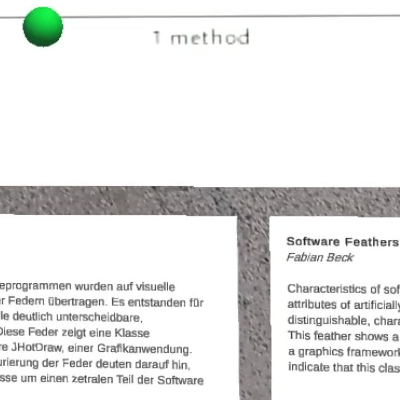 1 method
eprogrammen wurden auf visuelle
r Federn übertragen. Es entstanden für
le deutlich unterscheidbare,
Diese Feder zeigt eine Klasse
re JHotDraw, einer Grafikanwendung.
urierung der Feder deuten darauf hin,
sse um einen zetralen Teil der Software
Software Feathers
Fabian Beck
Characteristics of sof
attributes of artificially
distinguishable, chara
This feather shows a
a graphics framework
indicate that this clas